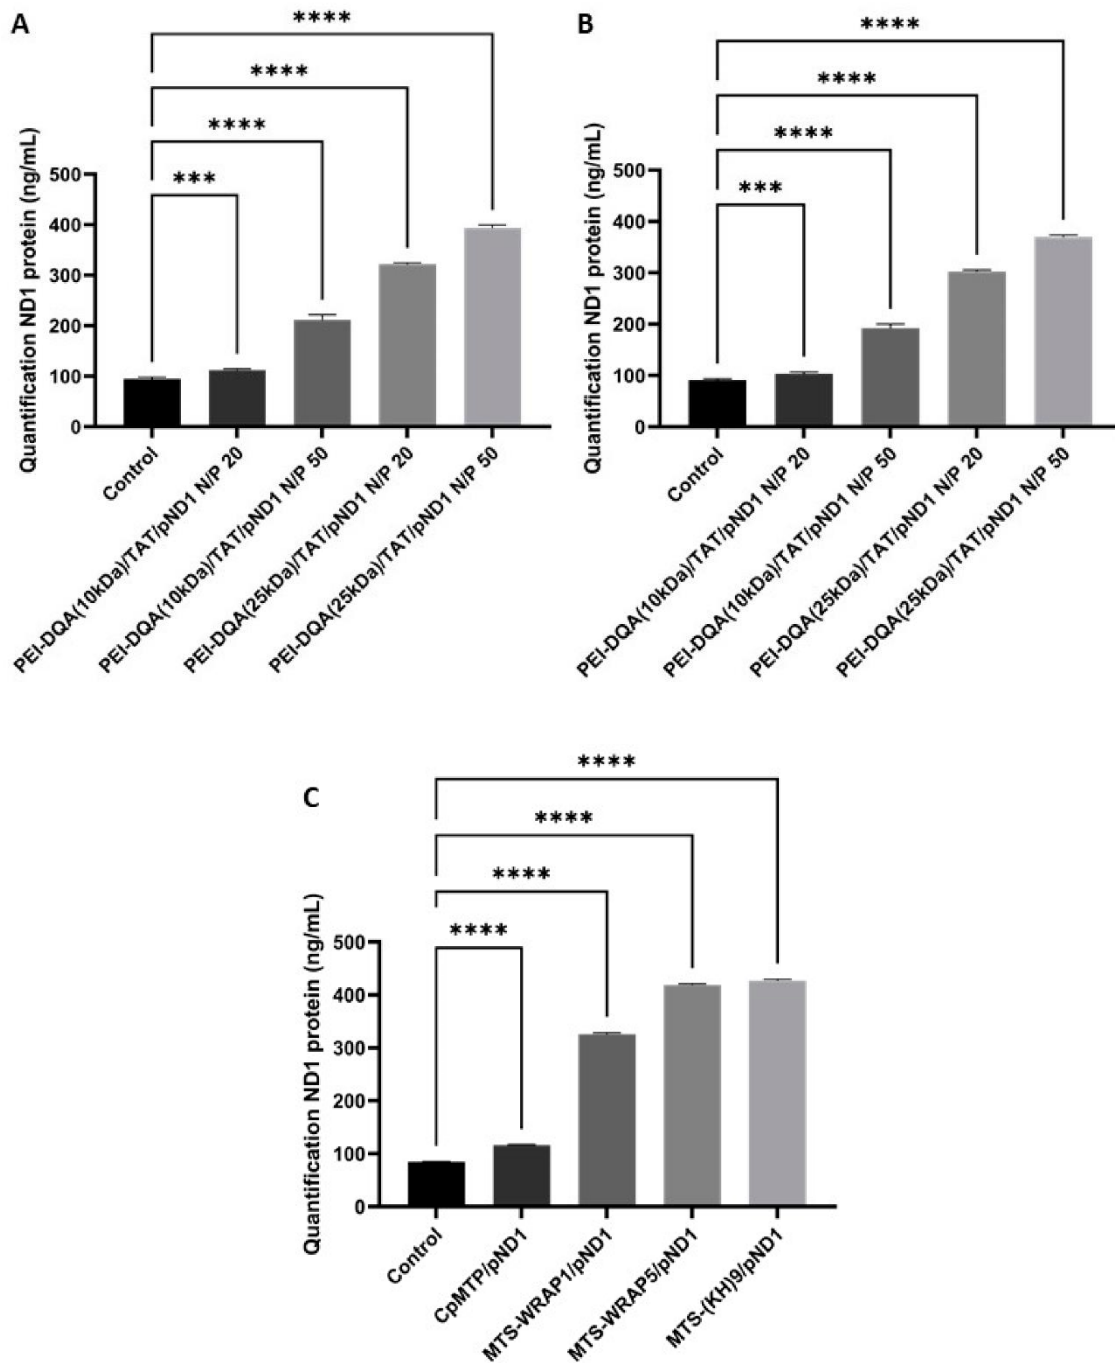 A
****
****
****
***
Quantification ND1 protein (ng/mL)
500
400
300
200
100
0
Control
PEI-DQA(10kDa)/TAT/pND1 N/P 20
PEI-DQA(10kDa)/TAT/pND1 N/P 50
PEI-DQA(25kDa)/TAT/pND1 N/P 20
PEI-DQA(25kDa)/TAT/pND1 N/P 50
B
****
****
****
***
Quantification ND1 protein (ng/mL)
500
400
300
200
100
0
Control
PEI-DQA(10kDa)/TAT/pND1 N/P 20
PEI-DQA(10kDa)/TAT/pND1 N/P 50
PEI-DQA(25kDa)/TAT/pND1 N/P 20
PEI-DQA(25kDa)/TAT/pND1 N/P 50
C
****
****
****
****
Quantification ND1 protein (ng/mL)
500
400
300
200
100
0
Control
CpMTP/pND1
MTS-WRAP1/pND1
MTS-WRAP5/pND1
MTS-(KH)9/pND1